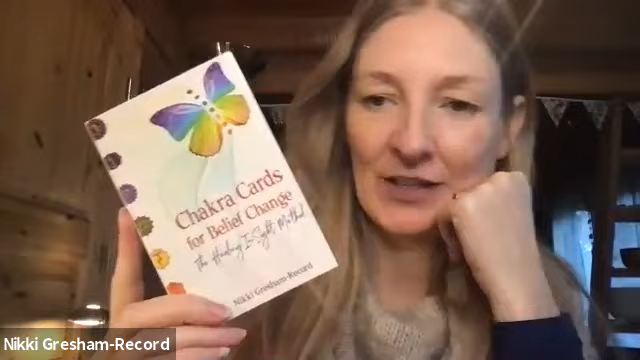 Chakra Cards
for Belief Change
The Healing InSight Method
Nikki Gresham-Record
Nikki Gresham-Record